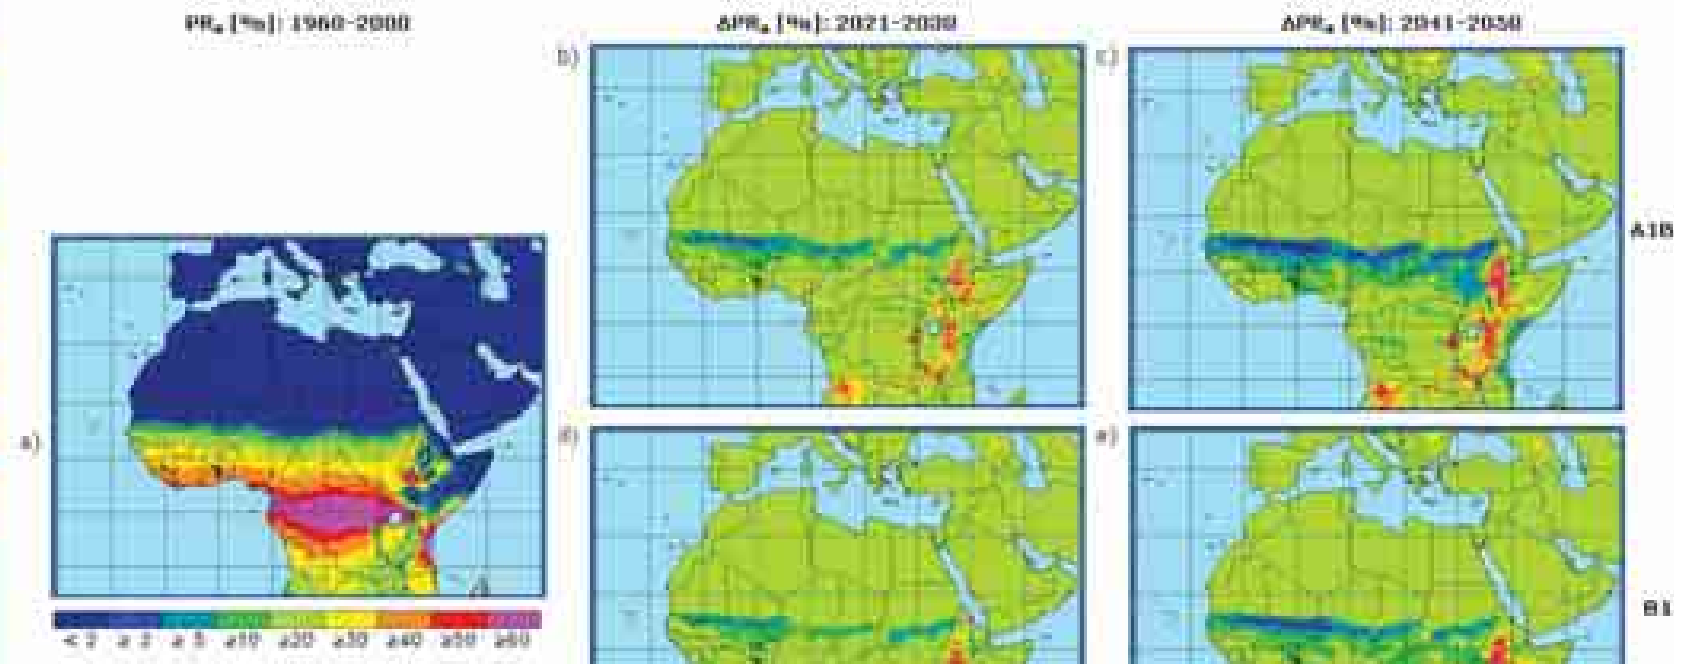 PRₐ [%]: 1960-2000
ΔPRₐ [%]: 2021-2030
ΔPRₐ [%]: 2041-2050
b)
c)
A1B
a)
d)
e)
B1
< 2 ≥ 2 ≥ 5 ≥10 ≥20 ≥30 ≥40 ≥50 ≥60